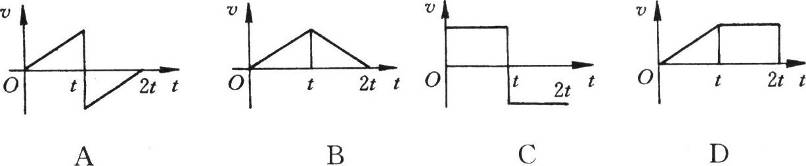 v v v v
O t 2t t O t 2t t O t 2t t O t 2t t
A B C D